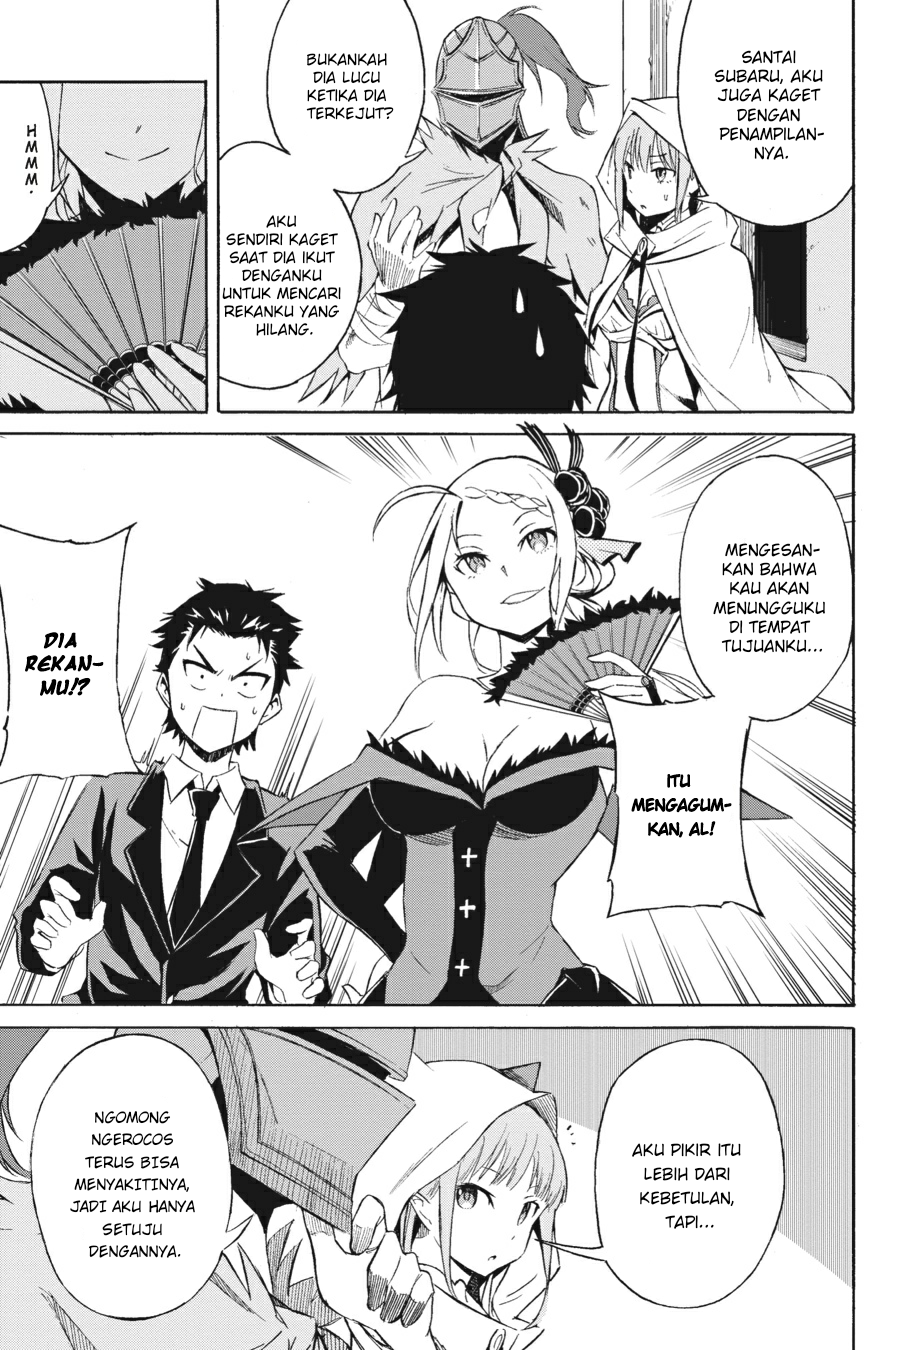 SANTAI
SUBARU, AKU
JUGA KAGET
DENGAN
PENAMPILAN-
NYA.
BUKANKAH
DIA LUCU
KETIKA DIA
TERKEJUT?
AKU
SENDIRI KAGET
SAAT DIA IKUT
DENGANKU
UNTUK MENCARI
REKANKU YANG
HILANG.
HMMM.
MENGESAN-
KAN BAHWA
KAU AKAN
MENUNGGUKU
DI TEMPAT
TUJUANKU...
ITU
MENGAGUM-
KAN, AL!
DIA
REKAN-
MU!?
AKU PIKIR ITU
LEBIH DARI
KEBETULAN,
TAPI...
NGOMONG
NGEROCOS
TERUS BISA
MENYAKITINYA,
JADI AKU HANYA
SETUJU
DENGANNYA.